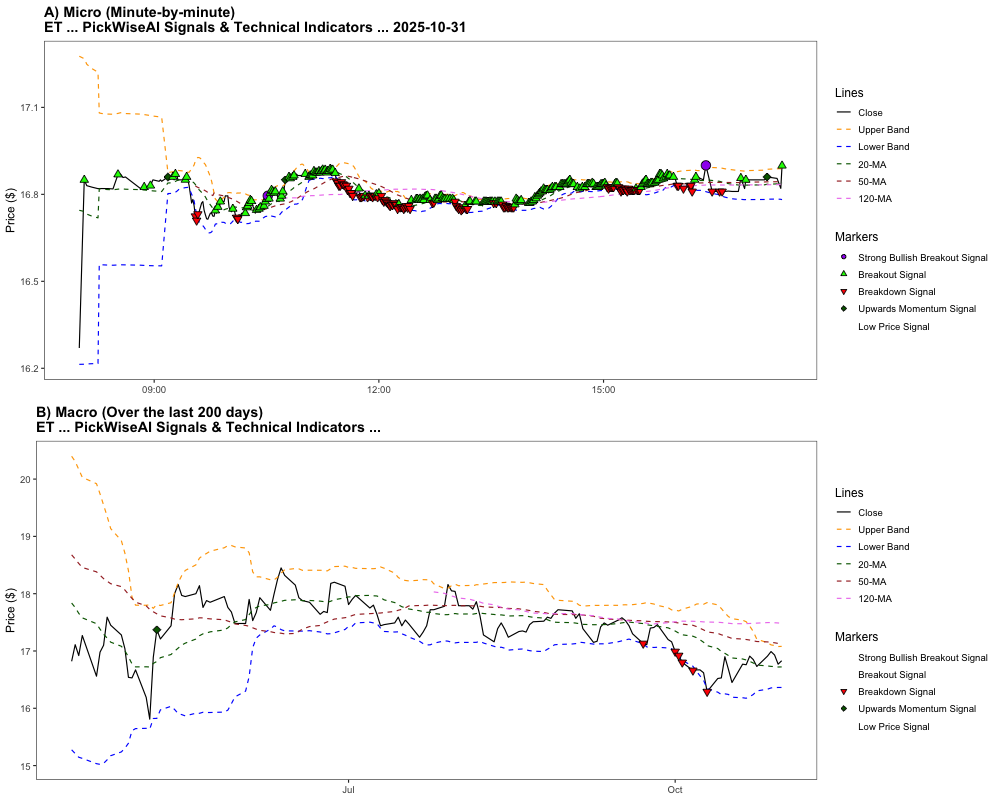 A) Micro (Minute-by-minute)
ET ... PickWiseAI Signals & Technical Indicators ... 2025-10-31
Price ($)
17.1
16.8
16.5
16.2
09:00
12:00
15:00
Lines
Close
Upper Band
Lower Band
20-MA
50-MA
120-MA
Markers
Strong Bullish Breakout Signal
Breakout Signal
Breakdown Signal
Upwards Momentum Signal
Low Price Signal
B) Macro (Over the last 200 days)
ET ... PickWiseAI Signals & Technical Indicators ...
Price ($)
20
19
18
17
16
15
Jul
Oct
Lines
Close
Upper Band
Lower Band
20-MA
50-MA
120-MA
Markers
Strong Bullish Breakout Signal
Breakout Signal
Breakdown Signal
Upwards Momentum Signal
Low Price Signal